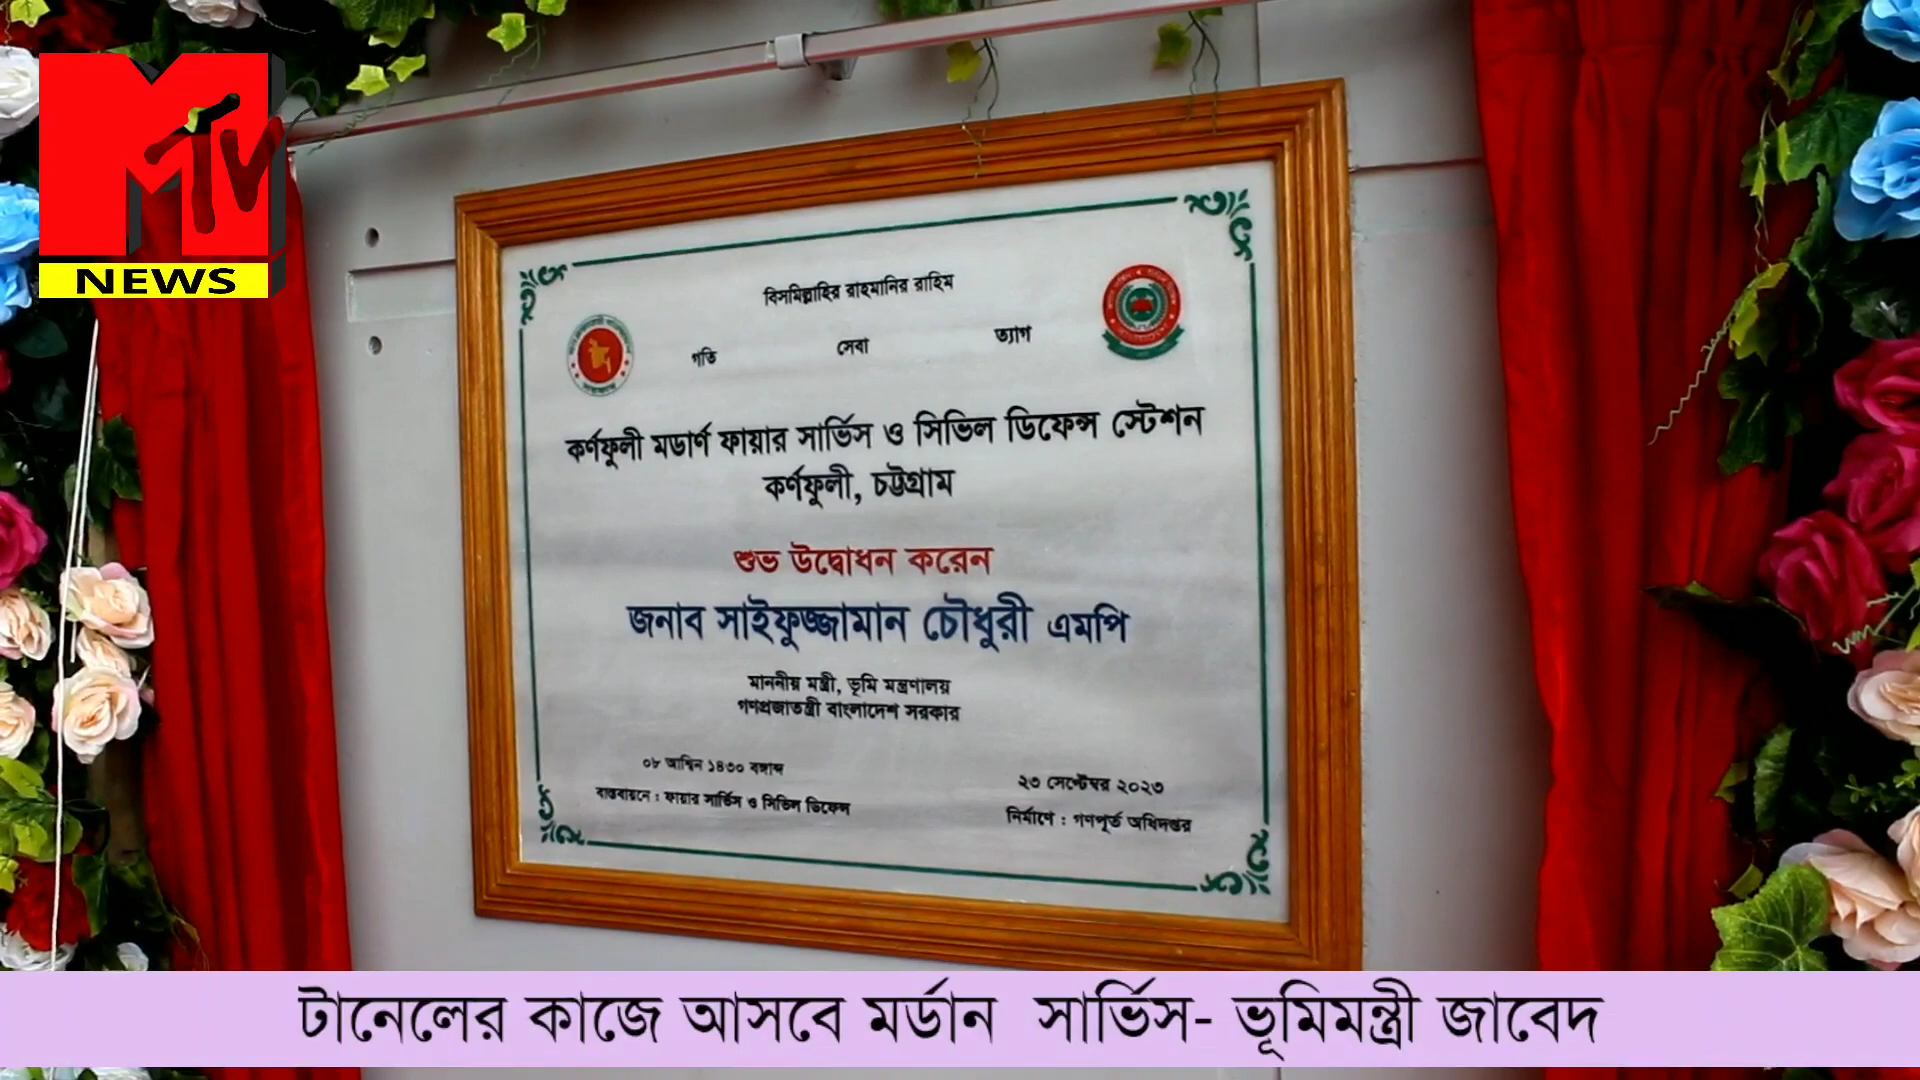 MTV
NEWS
বিসমিল্লাহির রাহমানির রাহিম
গতি সেবা ত্যাগ
কর্ণফুলী মডার্ণ ফায়ার সার্ভিস ও সিভিল ডিফেন্স স্টেশন
কর্ণফুলী, চট্টগ্রাম
শুভ উদ্বোধন করেন
জনাব সাইফুজ্জামান চৌধুরী এমপি
মাননীয় মন্ত্রী, ভূমি মন্ত্রণালয়
গণপ্রজাতন্ত্রী বাংলাদেশ সরকার
০৮ আশ্বিন ১৪৩০ বঙ্গাব্দ
২৩ সেপ্টেম্বর ২০২৩
বাস্তবায়নে : ফায়ার সার্ভিস ও সিভিল ডিফেন্স
নির্মাণে : গণপূর্ত অধিদপ্তর
টানেলের কাজে আসবে মর্ডান সার্ভিস- ভূমিমন্ত্রী জাবেদ